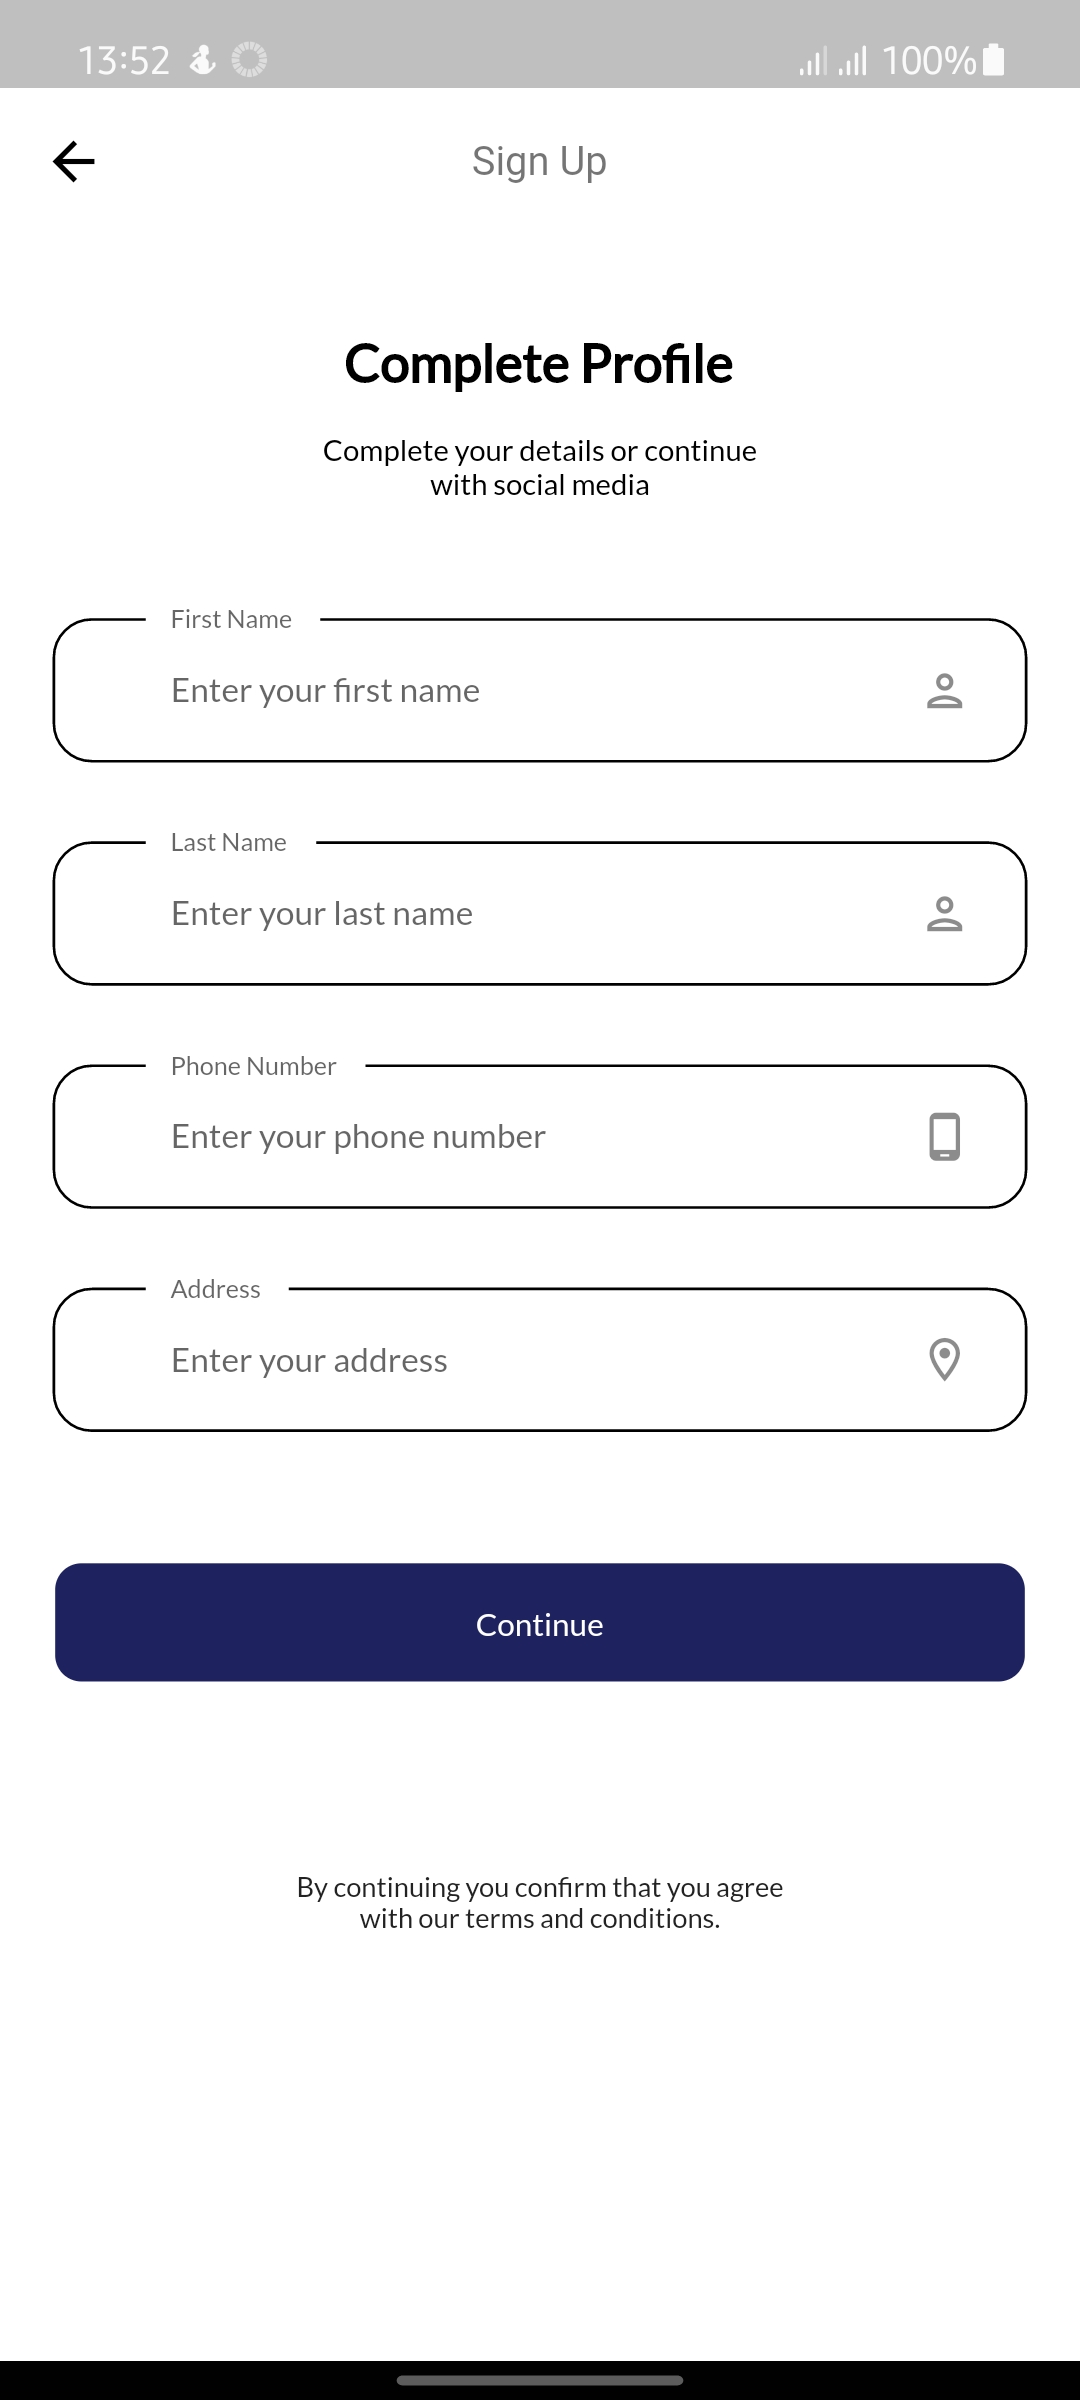 13:52
100%
Sign Up
Complete Profile
Complete your details or continue
with social media
First Name
Enter your first name
Last Name
Enter your last name
Phone Number
Enter your phone number
Address
Enter your address
Continue
By continuing you confirm that you agree
with our terms and conditions.